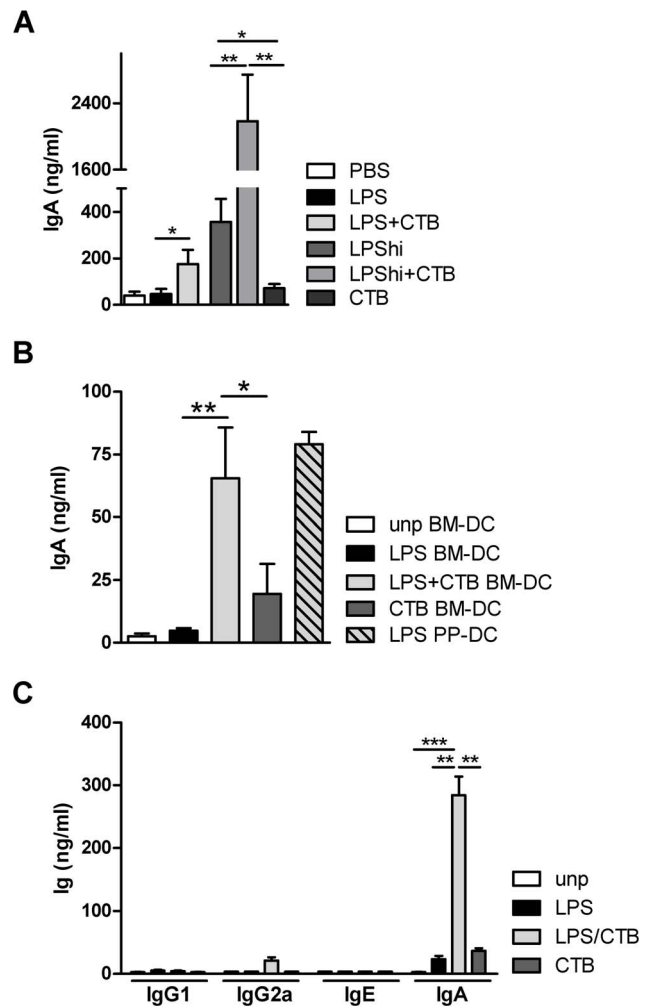 A
*
** **
2400
1600
400
200
0
IgA (ng/ml)
*
PBS
LPS
LPS+CTB
LPShi
LPShi+CTB
CTB
B
100
75
50
25
0
IgA (ng/ml)
*
**
unp BM-DC
LPS BM-DC
LPS+CTB BM-DC
CTB BM-DC
LPS PP-DC
C
400
300
200
100
0
Ig (ng/ml)
***
** **
unp
LPS
LPS/CTB
CTB
IgG1 IgG2a IgE IgA